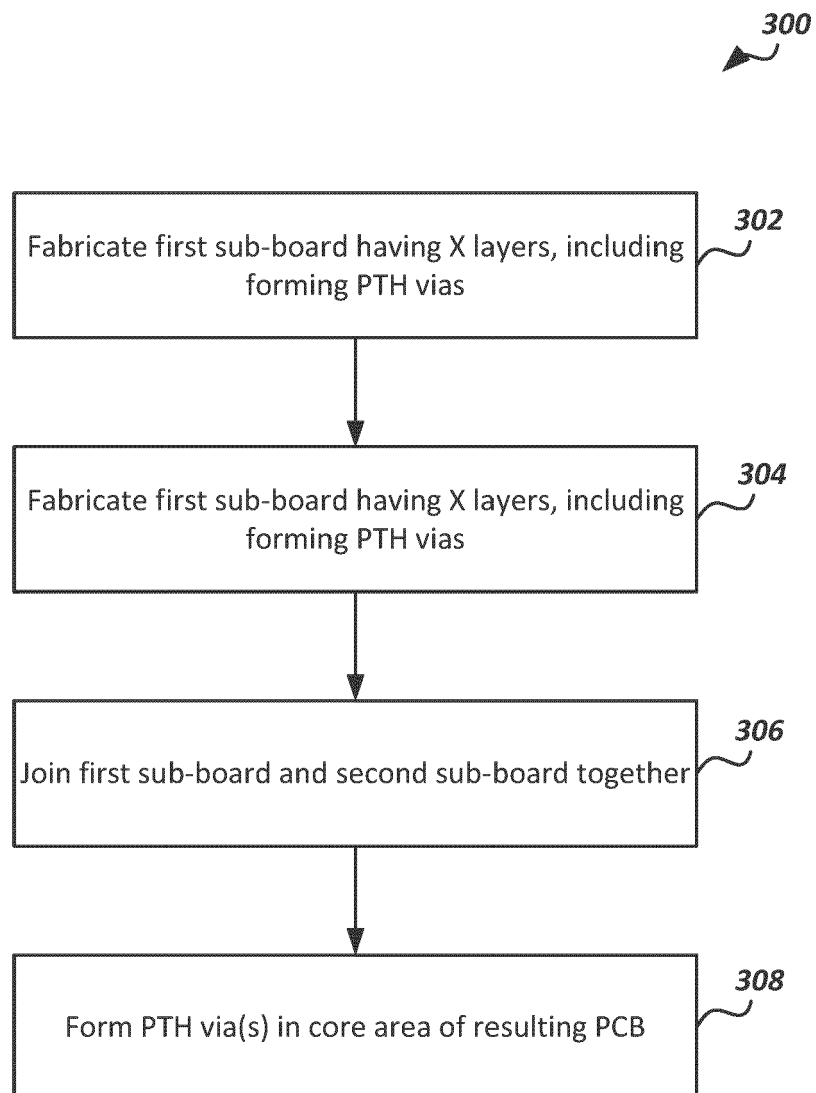 300
Fabricate first sub-board having X layers, including
forming PTH vias
302
Fabricate first sub-board having X layers, including
forming PTH vias
304
Join first sub-board and second sub-board together
306
Form PTH via(s) in core area of resulting PCB
308